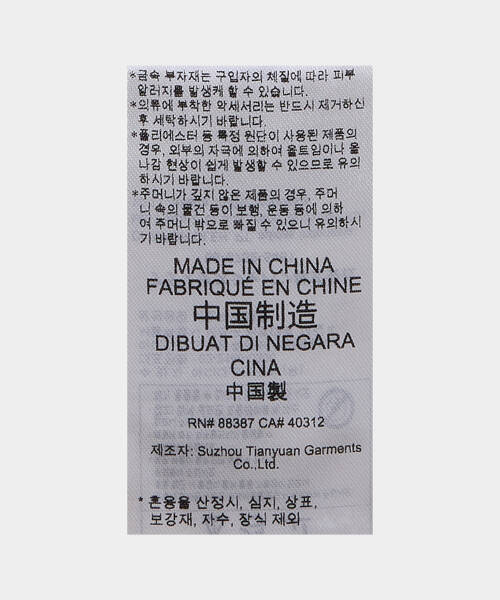 *금속 부자재는 구입자의 체질에 따라 피부
알러지를 발생케 할 수 있습니다.
*의류에 부착한 악세서리는 반드시 제거하신
후 세탁하시기 바랍니다.
*폴리에스터 등 특정 원단이 사용된 제품의
경우, 외부의 자극에 의하여 올트임이나 올
나감 현상이 쉽게 발생할 수 있으므로 유의
하시기 바랍니다.
*주머니가 깊지 않은 제품의 경우, 주머
니 속의 물건 등이 보행, 운동 등에 의하
여 주머니 밖으로 빠질 수 있으니 유의하시
기 바랍니다.
MADE IN CHINA
FABRIQUÉ EN CHINE
中国制造
DIBUAT DI NEGARA
CINA
中国製
RN# 88387 CA# 40312
제조자: Suzhou Tianyuan Garments
Co.,Ltd.
* 혼용율 산정시, 심지, 상표,
보강재, 자수, 장식 제외